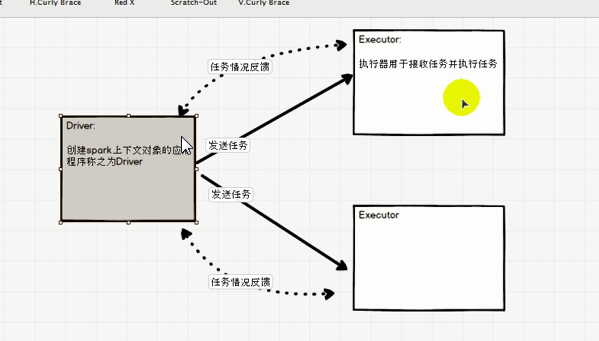 t H.Curly Brace Red X Scratch-Out V.Curly Brace
Executor:
执行器用于接收任务并执行任务
任务情况反馈
Driver:
创建spark上下文对象的应
程序称之为Driver
发送任务
发送任务
Executor
任务情况反馈